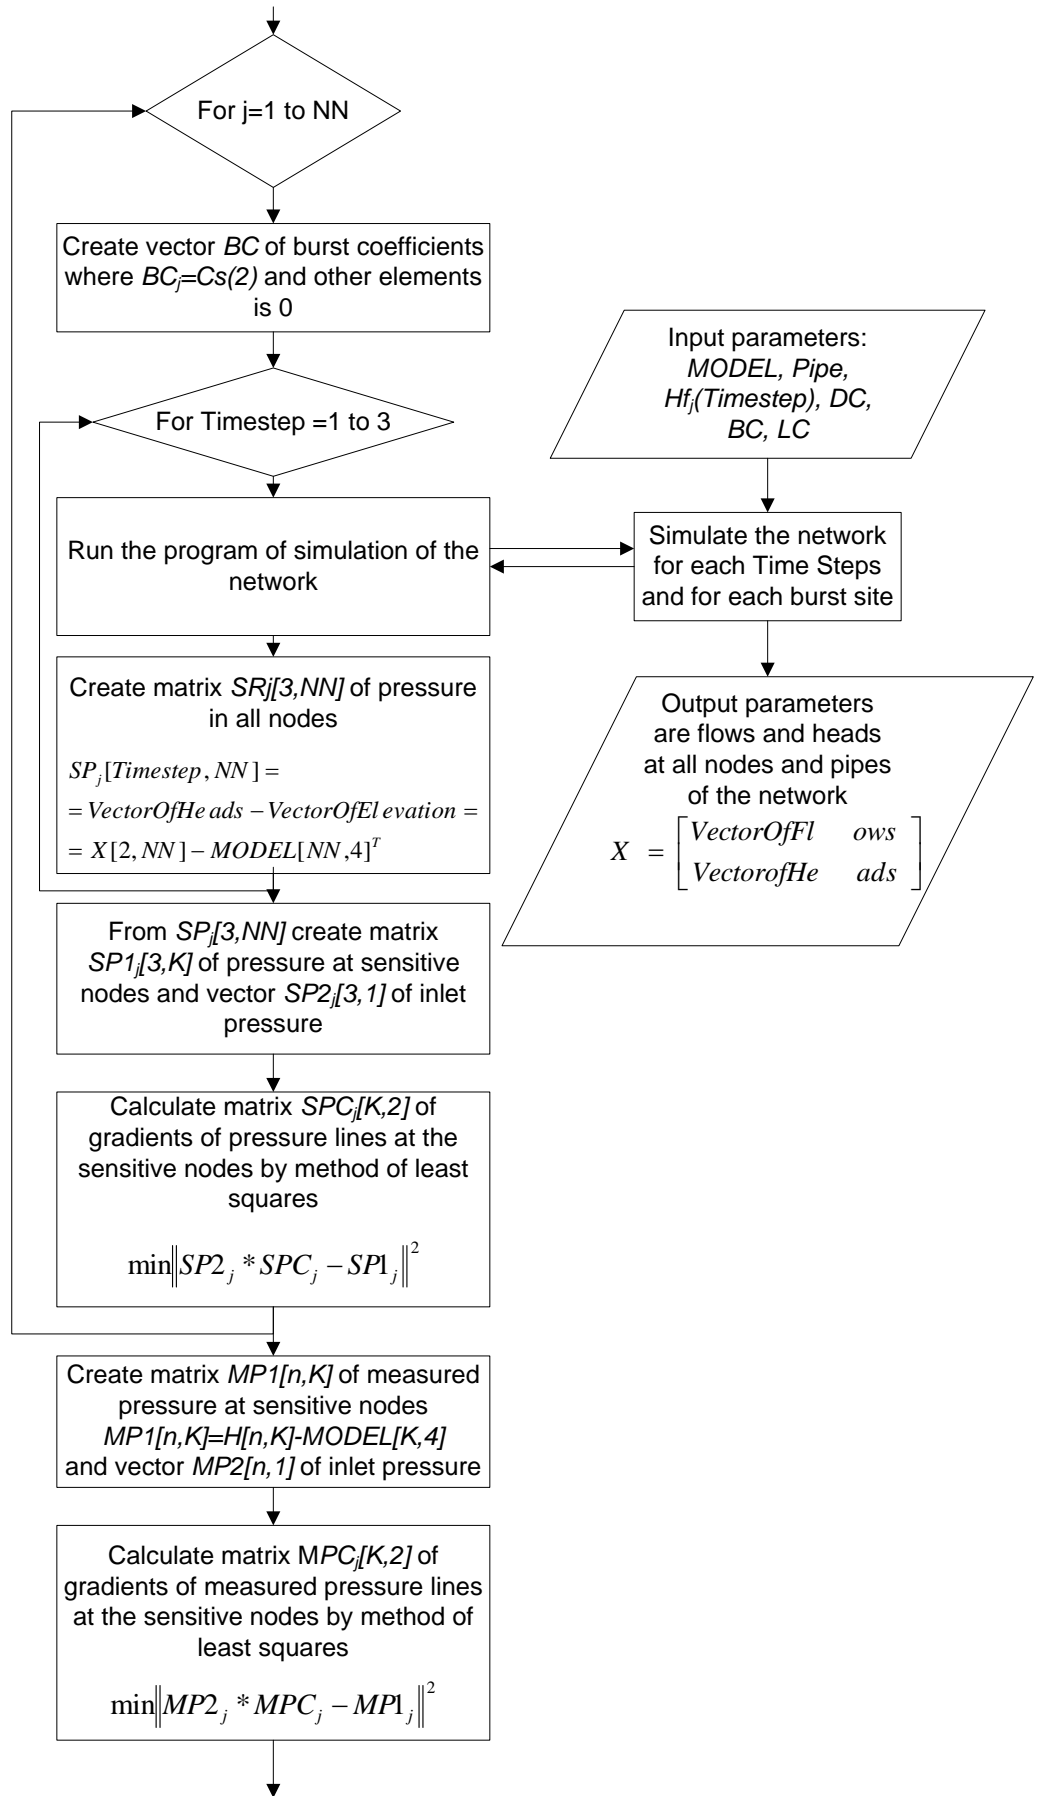 For j=1 to NN
Create vector BC of burst coefficients
where BCj=Cs(2) and other elements
is 0
For Timestep =1 to 3
Run the program of simulation of the
network
Create matrix SRj[3,NN] of pressure
in all nodes
SPj[Timestep, NN] =
= VectorOfHe ads − VectorOfEl evation =
= X[2, NN] − MODEL[NN,4]^T
From SPj[3,NN] create matrix
SP1j[3,K] of pressure at sensitive
nodes and vector SP2j[3,1] of inlet
pressure
Calculate matrix SPCj[K,2] of
gradients of pressure lines at the
sensitive nodes by method of least
squares
min||SP2j * SPCj − SP1j||²
Create matrix MP1[n,K] of measured
pressure at sensitive nodes
MP1[n,K]=H[n,K]-MODEL[K,4]
and vector MP2[n,1] of inlet pressure
Calculate matrix MPCj[K,2] of
gradients of measured pressure lines
at the sensitive nodes by method of
least squares
min||MP2j * MPCj − MP1j||²
Input parameters:
MODEL, Pipe,
Hfj(Timestep), DC,
BC, LC
Simulate the network
for each Time Steps
and for each burst site
Output parameters
are flows and heads
at all nodes and pipes
of the network
X = [VectorOfFl ows
VectorofHe ads]